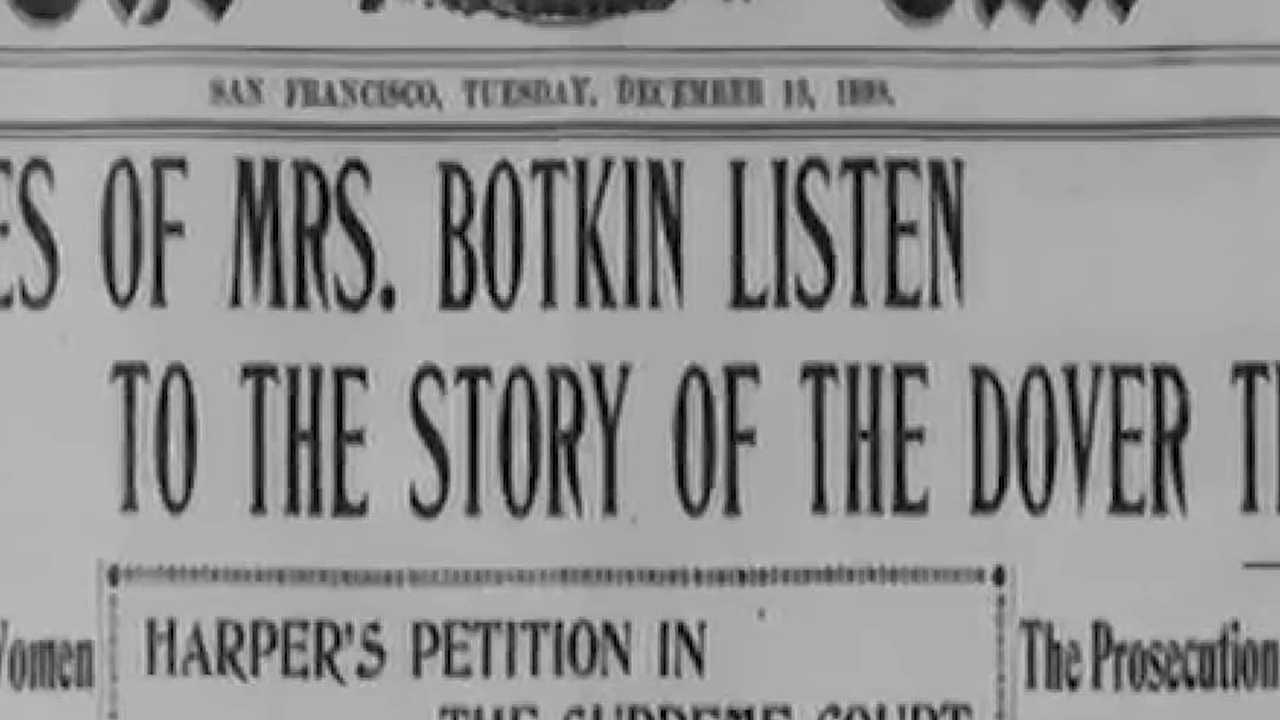 SAN FRANCISCO, TUESDAY, DECEMBER 13, 1898.
ES OF MRS. BOTKIN LISTEN
TO THE STORY OF THE DOVER T
HARPER'S PETITION IN
THE SUPREME COURT
Women
The Prosecution